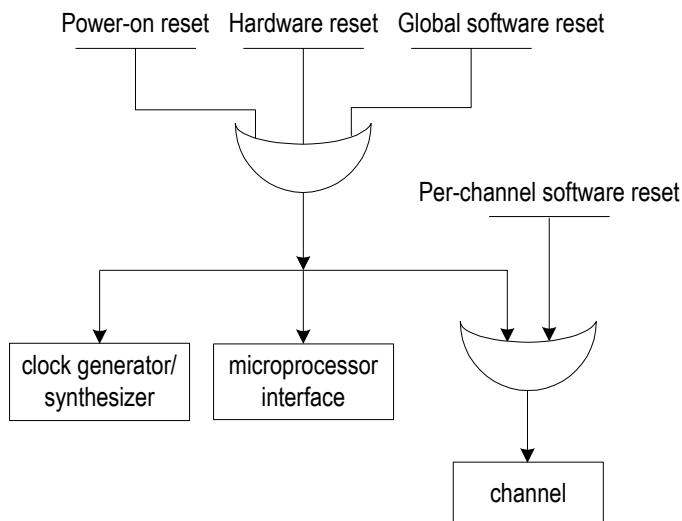 Power-on reset
Hardware reset
Global software reset
Per-channel software reset
clock generator/
synthesizer
microprocessor
interface
channel